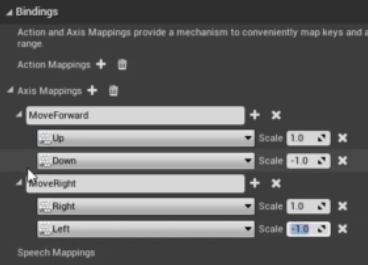 Bindings
Action and Axis Mappings provide a mechanism to conveniently map keys and a
range.
Action Mappings
Axis Mappings
MoveForward
Up Scale 1.0
Down Scale -1.0
MoveRight
Right Scale 1.0
Left Scale -1.0
Speech Mappings